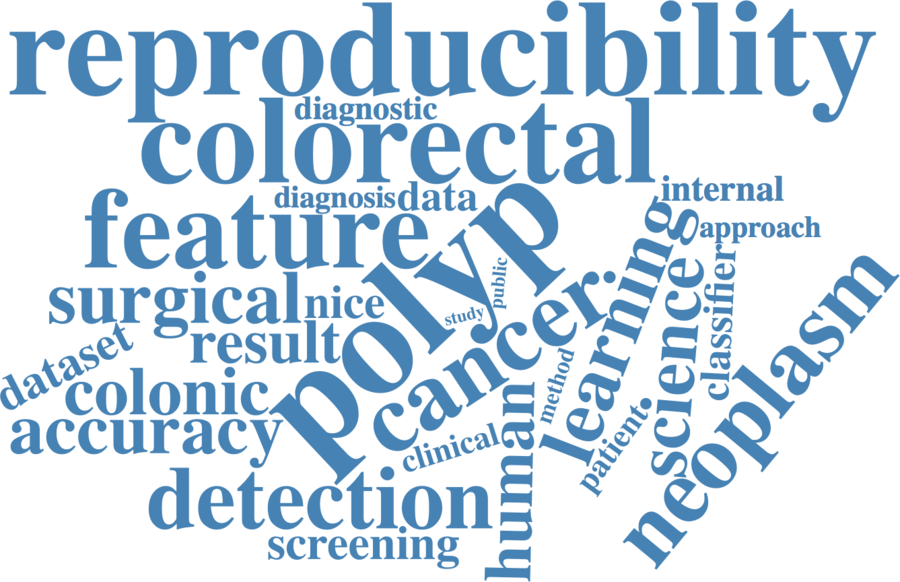 reproducibility
diagnostic
colorectal
diagnosis
data
internal
feature
approach
polyp
learning
science
classifier
public
surgical
nice
study
cancer.
neoplasm
result
dataset
colonic
method
accuracy
human
patient.
clinical
detection
screening